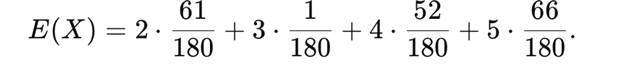 E(X) = 2 · 61/180 + 3 · 1/180 + 4 · 52/180 + 5 · 66/180.